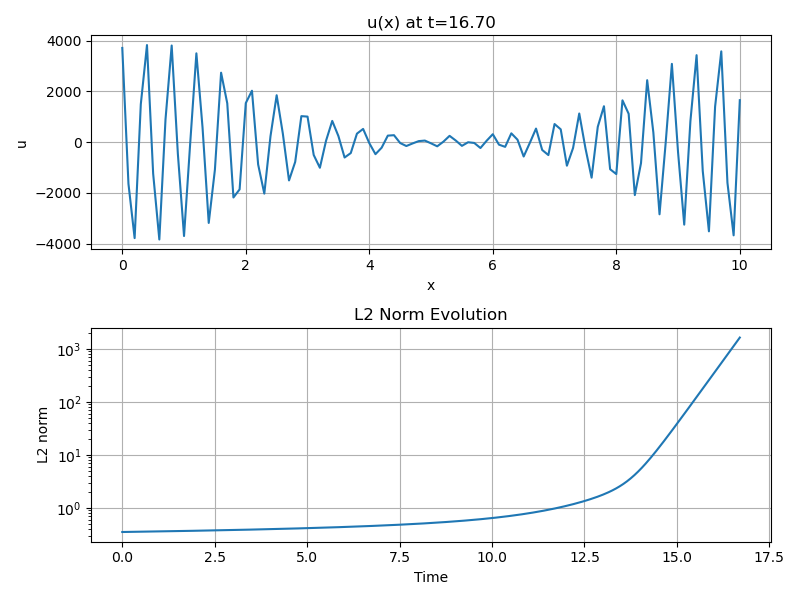 u(x) at t=16.70
u
4000
2000
0
−2000
−4000
0 2 4 6 8 10
x
L2 Norm Evolution
L2 norm
10³
10²
10¹
10⁰
0.0 2.5 5.0 7.5 10.0 12.5 15.0 17.5
Time